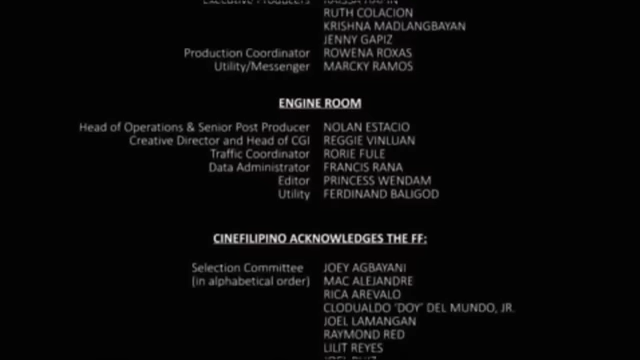 Executive Producers
RUTH COLACION
KRISHNA MADLANGBAYAN
JENNY GAPIZ
Production Coordinator ROWENA ROXAS
Utility/Messenger MARCKY RAMOS
ENGINE ROOM
Head of Operations & Senior Post Producer NOLAN ESTACIO
Creative Director and Head of CGI REGGIE VINLUAN
Traffic Coordinator RORIE FULE
Data Administrator FRANCIS RANA
Editor PRINCESS WENDAM
Utility FERDINAND BALIGOD
CINEFILIPINO ACKNOWLEDGES THE FF:
Selection Committee JOEY AGBAYANI
(in alphabetical order) MAC ALEJANDRE
RICA AREVALO
CLODUALDO "DOY" DEL MUNDO, JR.
JOEL LAMANGAN
RAYMOND RED
LILIT REYES